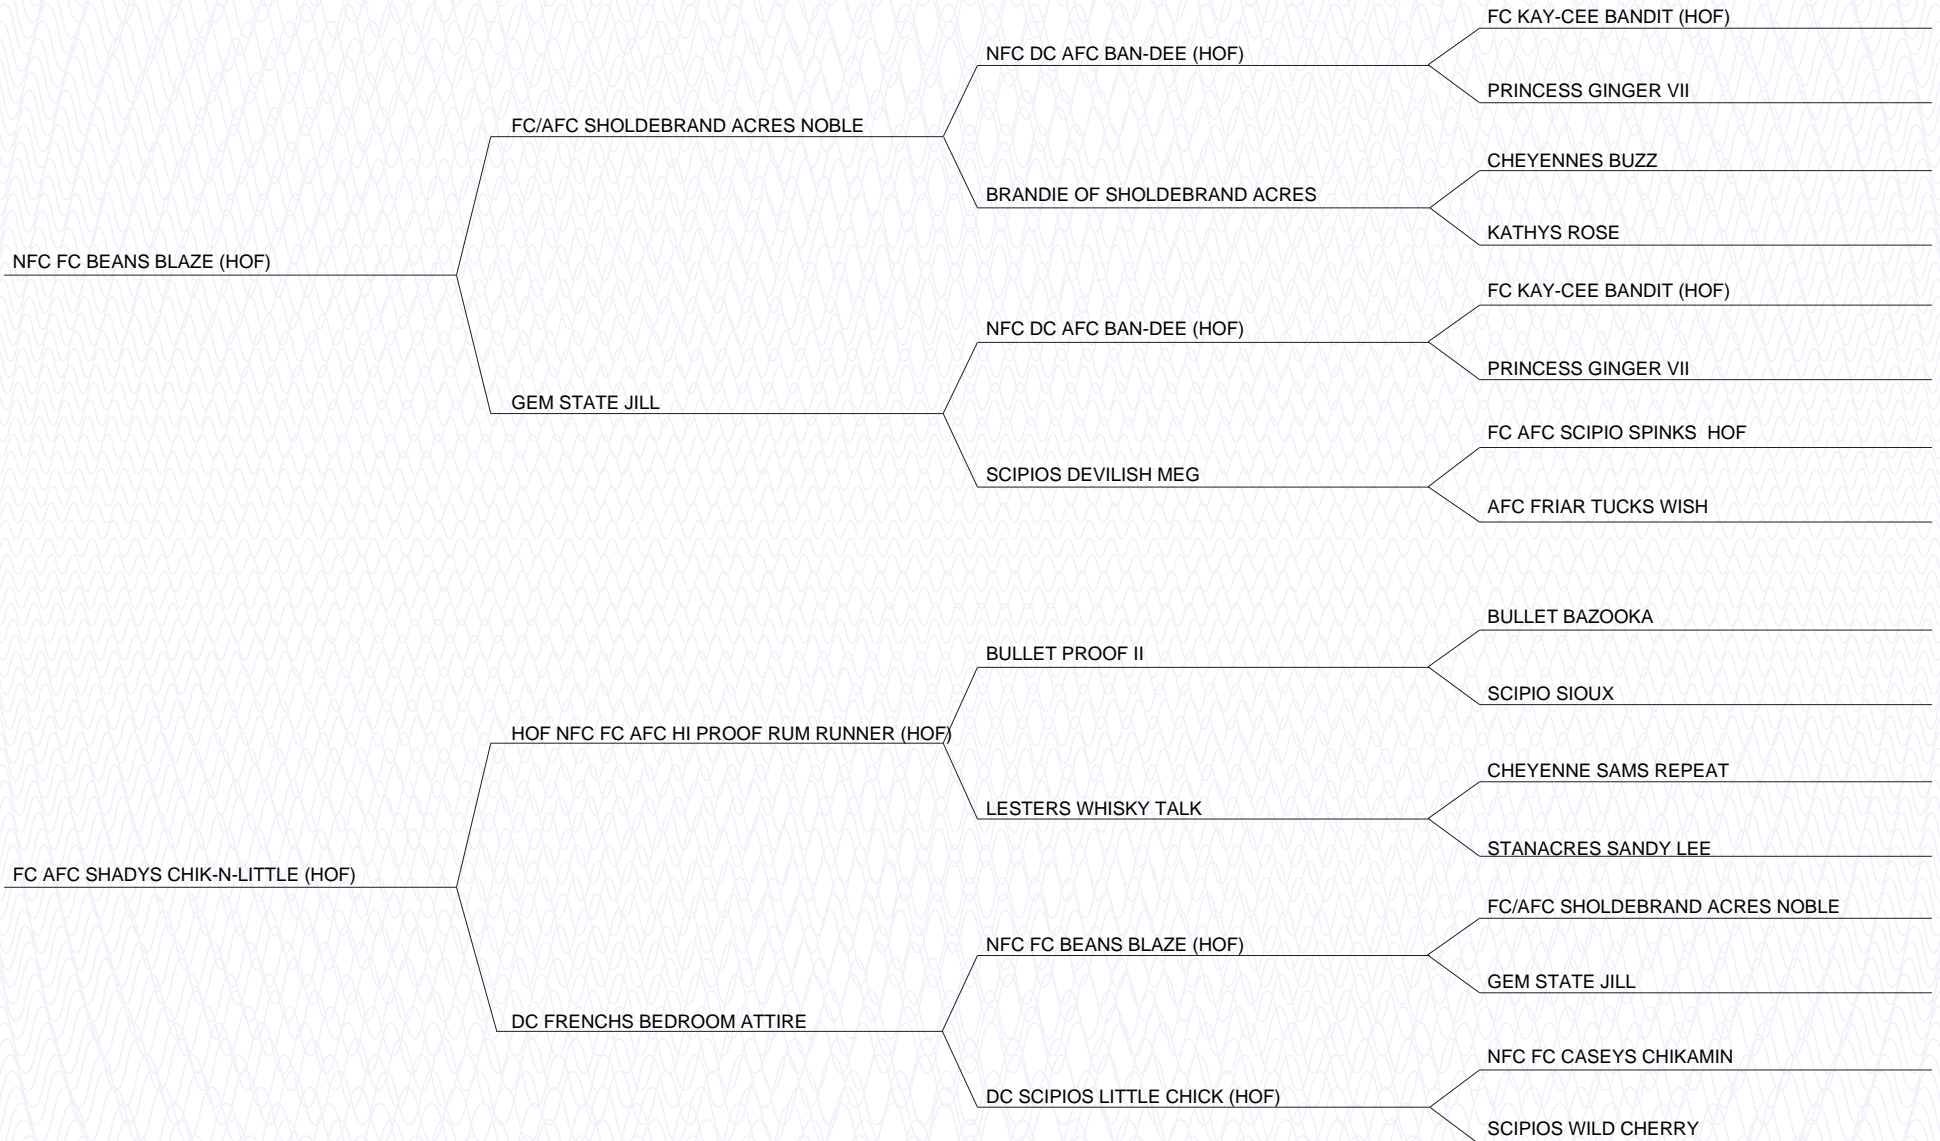 FC KAY-CEE BANDIT (HOF)
NFC DC AFC BAN-DEE (HOF)
PRINCESS GINGER VII
FC/AFC SHOLDEBRAND ACRES NOBLE
CHEYENNES BUZZ
BRANDIE OF SHOLDEBRAND ACRES
KATHYS ROSE
NFC FC BEANS BLAZE (HOF)
FC KAY-CEE BANDIT (HOF)
NFC DC AFC BAN-DEE (HOF)
PRINCESS GINGER VII
GEM STATE JILL
FC AFC SCIPIO SPINKS  HOF
SCIPIOS DEVILISH MEG
AFC FRIAR TUCKS WISH
BULLET BAZOOKA
BULLET PROOF II
SCIPIO SIOUX
HOF NFC FC AFC HI PROOF RUM RUNNER (HOF)
CHEYENNE SAMS REPEAT
LESTERS WHISKY TALK
STANACRES SANDY LEE
FC AFC SHADYS CHIK-N-LITTLE (HOF)
FC/AFC SHOLDEBRAND ACRES NOBLE
NFC FC BEANS BLAZE (HOF)
GEM STATE JILL
DC FRENCHS BEDROOM ATTIRE
NFC FC CASEYS CHIKAMIN
DC SCIPIOS LITTLE CHICK (HOF)
SCIPIOS WILD CHERRY